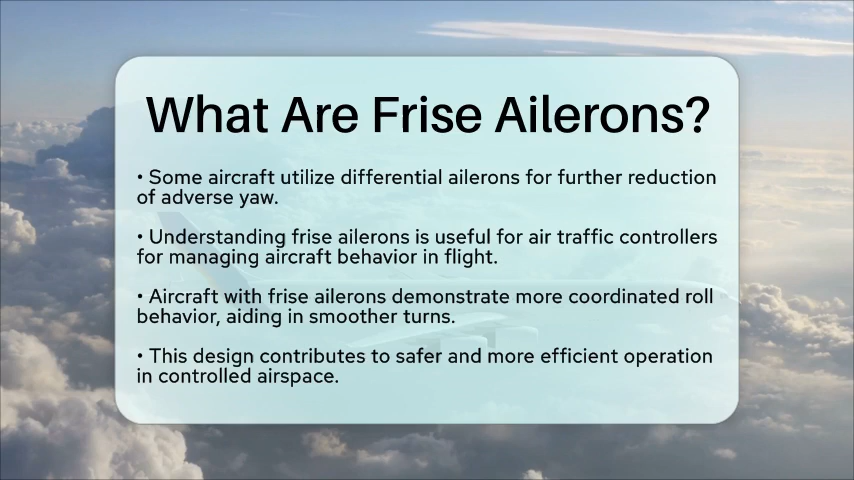 What Are Frise Ailerons?
• Some aircraft utilize differential ailerons for further reduction
of adverse yaw.
• Understanding frise ailerons is useful for air traffic controllers
for managing aircraft behavior in flight.
• Aircraft with frise ailerons demonstrate more coordinated roll
behavior, aiding in smoother turns.
• This design contributes to safer and more efficient operation
in controlled airspace.